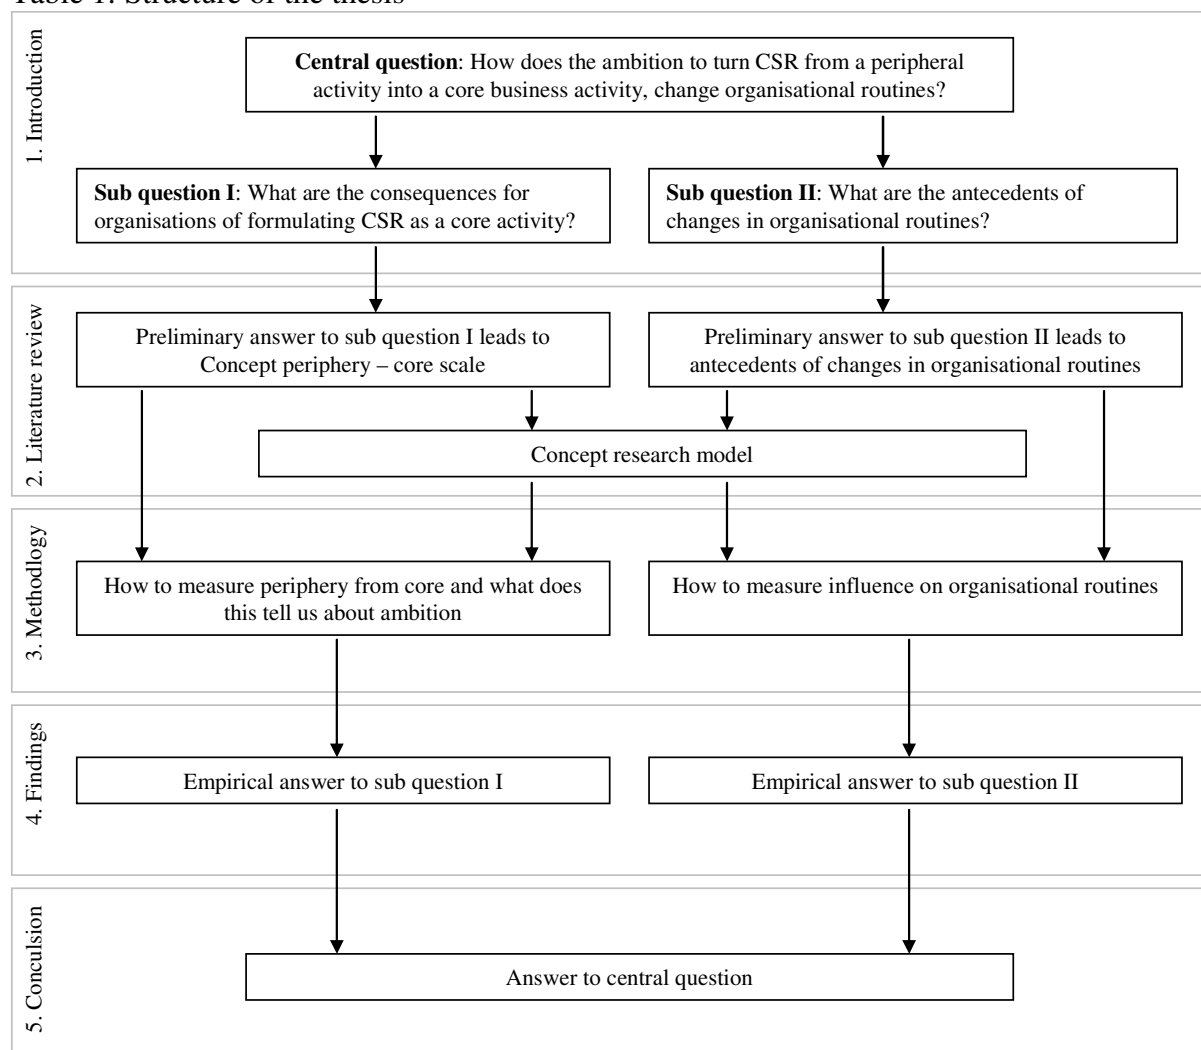 Table 1: Structure of the thesis
1. Introduction
Central question: How does the ambition to turn CSR from a peripheral
activity into a core business activity, change organisational routines?
Sub question I: What are the consequences for
organisations of formulating CSR as a core activity?
Sub question II: What are the antecedents of
changes in organisational routines?
2. Literature review
Preliminary answer to sub question I leads to
Concept periphery – core scale
Preliminary answer to sub question II leads to
antecedents of changes in organisational routines
Concept research model
3. Methodlogy
How to measure periphery from core and what does
this tell us about ambition
How to measure influence on organisational routines
4. Findings
Empirical answer to sub question I
Empirical answer to sub question II
5. Conculsion
Answer to central question